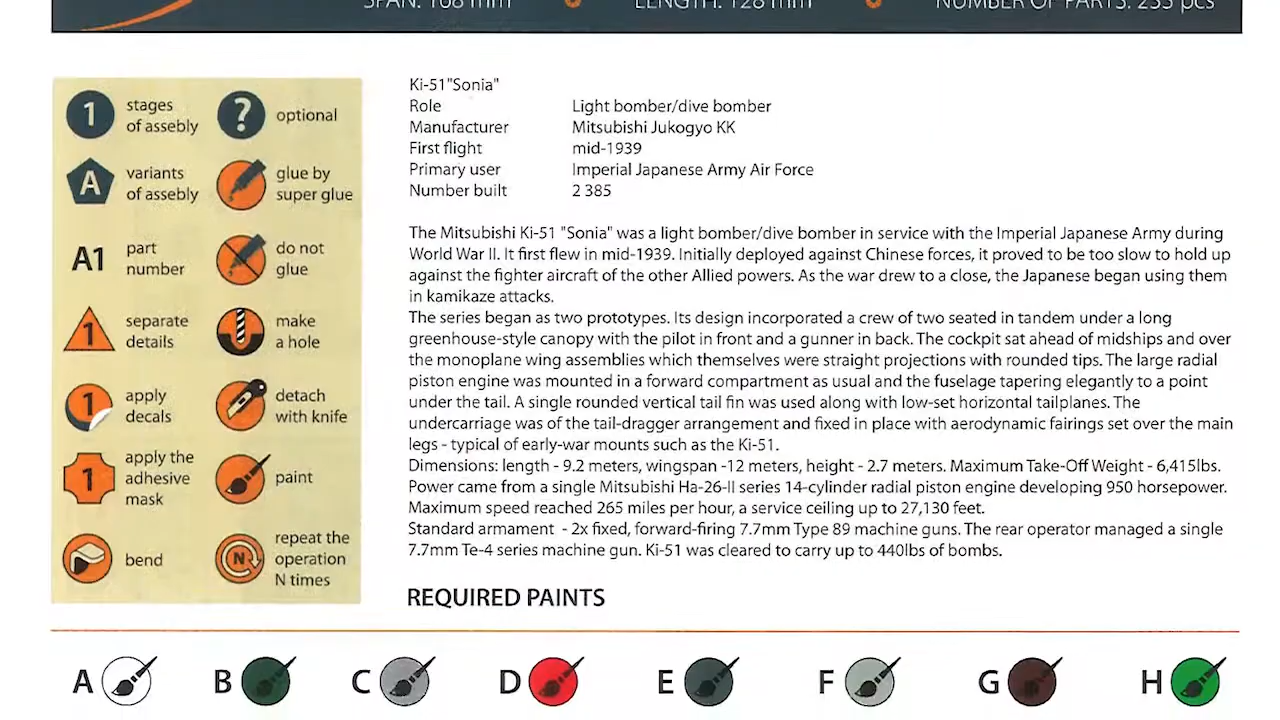 SPAN: 168 mm LENGTH: 128 mm NUMBER OF PARTS: 235 pcs
1 stages of assebly
? optional
A variants of assebly
glue by super glue
A1 part number
do not glue
1 separate details
make a hole
1 apply decals
detach with knife
1 apply the adhesive mask
paint
bend
N repeat the operation N times
Ki-51"Sonia"
Role Light bomber/dive bomber
Manufacturer Mitsubishi Jukogyo KK
First flight mid-1939
Primary user Imperial Japanese Army Air Force
Number built 2 385
The Mitsubishi Ki-51 "Sonia" was a light bomber/dive bomber in service with the Imperial Japanese Army during
World War II. It first flew in mid-1939. Initially deployed against Chinese forces, it proved to be too slow to hold up
against the fighter aircraft of the other Allied powers. As the war drew to a close, the Japanese began using them
in kamikaze attacks.
The series began as two prototypes. Its design incorporated a crew of two seated in tandem under a long
greenhouse-style canopy with the pilot in front and a gunner in back. The cockpit sat ahead of midships and over
the monoplane wing assemblies which themselves were straight projections with rounded tips. The large radial
piston engine was mounted in a forward compartment as usual and the fuselage tapering elegantly to a point
under the tail. A single rounded vertical tail fin was used along with low-set horizontal tailplanes. The
undercarriage was of the tail-dragger arrangement and fixed in place with aerodynamic fairings set over the main
legs - typical of early-war mounts such as the Ki-51.
Dimensions: length - 9.2 meters, wingspan -12 meters, height - 2.7 meters. Maximum Take-Off Weight - 6,415lbs.
Power came from a single Mitsubishi Ha-26-II series 14-cylinder radial piston engine developing 950 horsepower.
Maximum speed reached 265 miles per hour, a service ceiling up to 27,130 feet.
Standard armament - 2x fixed, forward-firing 7.7mm Type 89 machine guns. The rear operator managed a single
7.7mm Te-4 series machine gun. Ki-51 was cleared to carry up to 440lbs of bombs.
REQUIRED PAINTS
A B C D E F G H